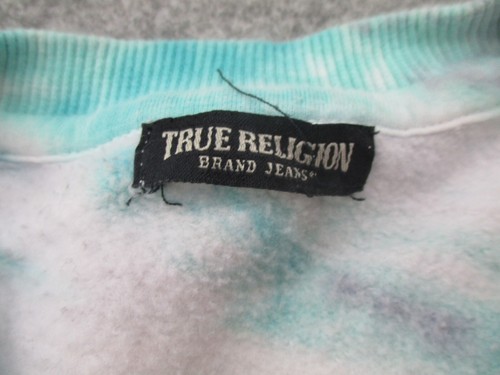 TRUE RELIGION
BRAND JEANS